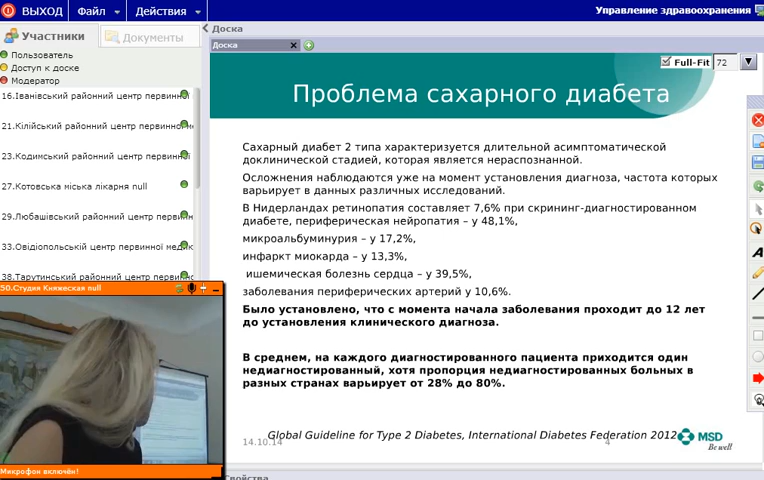 ВЫХОД Файл Действия Управление здравоохранения
Участники Документы
Пользователь
Доступ к доске
Модератор
16.Іванівський районний центр первинної
21.Кілійський районний центр первинної
23.Кодимський районний центр первинн
27.Котовська міська лікарня null
29.Любашівський районний центр первинн
33.Овідіопольський центр первинної медик
38.Тарутинський районний центр первинн
50.Студия Княжеская null
Микрофон включён!
Доска
Доска
Full-Fit 72
Проблема сахарного диабета
Сахарный диабет 2 типа характеризуется длительной асимптоматической
доклинической стадией, которая является нераспознанной.
Осложнения наблюдаются уже на момент установления диагноза, частота которых
варьирует в данных различных исследований.
В Нидерландах ретинопатия составляет 7,6% при скрининг-диагностированном
диабете, периферическая нейропатия – у 48,1%,
микроальбуминурия – у 17,2%,
инфаркт миокарда – у 13,3%,
ишемическая болезнь сердца – у 39,5%,
заболевания периферических артерий у 10,6%.
Было установлено, что с момента начала заболевания проходит до 12 лет
до установления клинического диагноза.
В среднем, на каждого диагностированного пациента приходится один
недиагностированный, хотя пропорция недиагностированных больных в
разных странах варьирует от 28% до 80%.
Global Guideline for Type 2 Diabetes, International Diabetes Federation 2012
14.10.14 4
MSD
Be well
Свойства